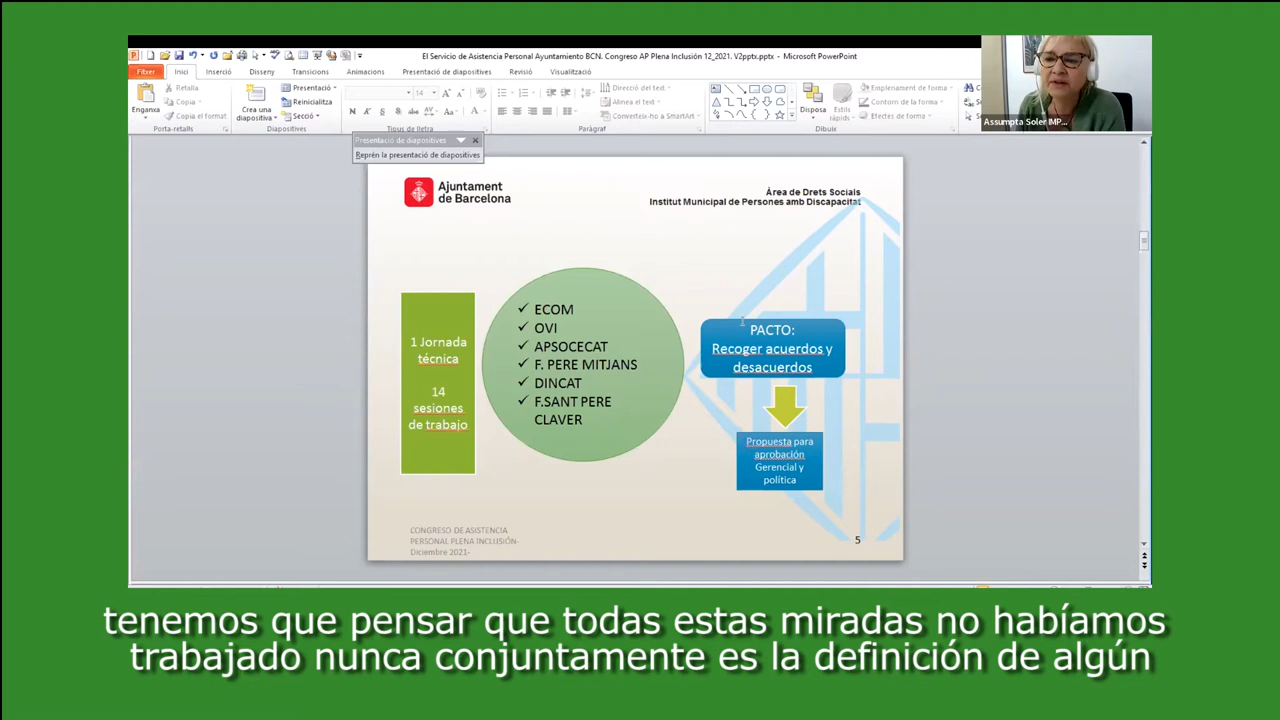 El Servicio de Asistencia Personal Ayuntamiento BCN. Congreso AP Plena Inclusión 12_2021. V2pptx.pptx - Microsoft PowerPoint
Fitxer Inici Inserció Disseny Transicions Animacions Presentació de diapositives Revisió Visualització
Enganxa
Retalla
Copia
Copia el format
Porta-retalls
Crea una diapositiva
Presentació
Reinicialitza
Secció
Diapositives
14
Tipus de lletra
Direcció del text
Alinea el text
Converteix-ho a SmartArt
Paràgraf
Disposa
Estils ràpids
Emplenament de forma
Contorn de la forma
Efectes de forma
Dibuix
Assumpta Soler IMP...
Presentació de diapositives
Reprèn la presentació de diapositives
Ajuntament
de Barcelona
Àrea de Drets Socials
Institut Municipal de Persones amb Discapacitat
1 Jornada
técnica
14
sesiones
de trabajo
✓ ECOM
✓ OVI
✓ APSOCECAT
✓ F. PERE MITJANS
✓ DINCAT
✓ F.SANT PERE
CLAVER
PACTO:
Recoger acuerdos y
desacuerdos
Propuesta para
aprobación
Gerencial y
política
CONGRESO DE ASISTENCIA
PERSONAL PLENA INCLUSIÓN-
Diciembre 2021-
5
tenemos que pensar que todas estas miradas no habíamos
trabajado nunca conjuntamente es la definición de algún